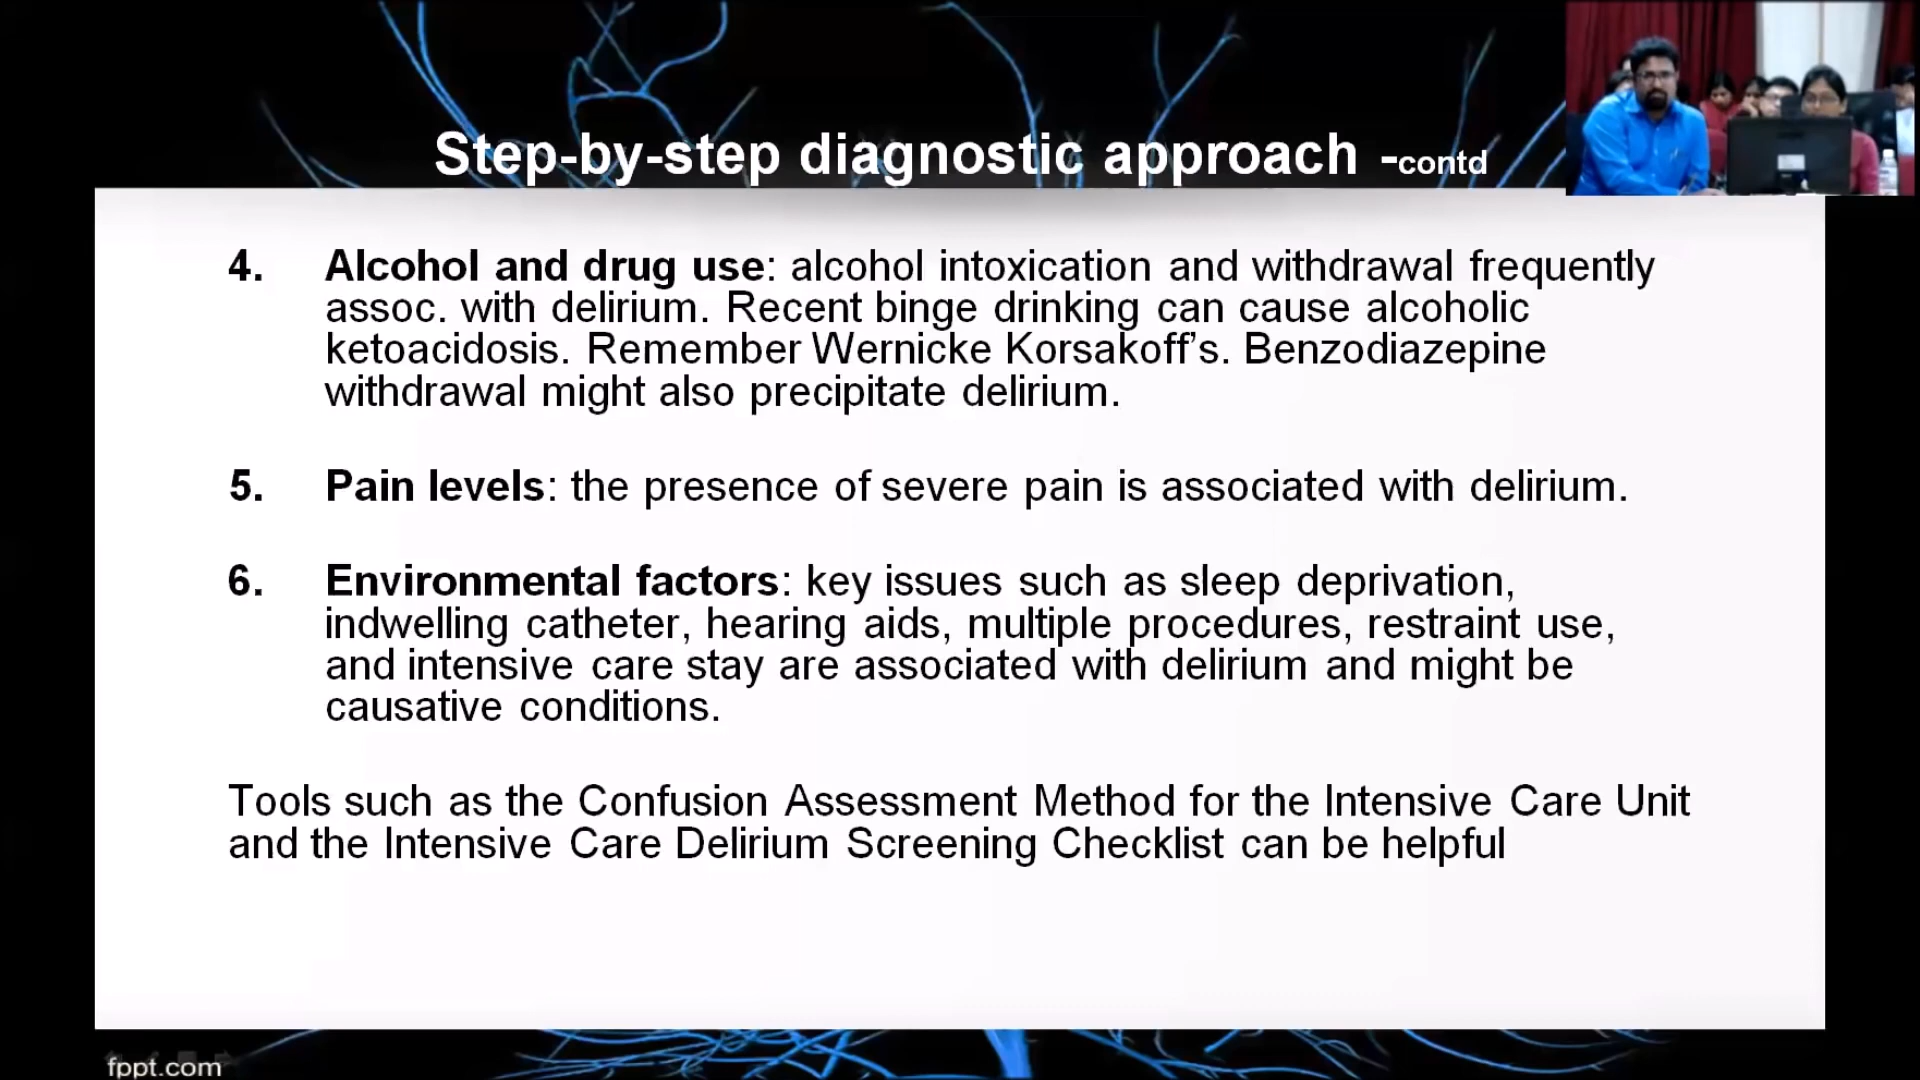 Step-by-step diagnostic approach -contd
4. Alcohol and drug use: alcohol intoxication and withdrawal frequently
assoc. with delirium. Recent binge drinking can cause alcoholic
ketoacidosis. Remember Wernicke Korsakoff’s. Benzodiazepine
withdrawal might also precipitate delirium.
5. Pain levels: the presence of severe pain is associated with delirium.
6. Environmental factors: key issues such as sleep deprivation,
indwelling catheter, hearing aids, multiple procedures, restraint use,
and intensive care stay are associated with delirium and might be
causative conditions.
Tools such as the Confusion Assessment Method for the Intensive Care Unit
and the Intensive Care Delirium Screening Checklist can be helpful
fppt.com